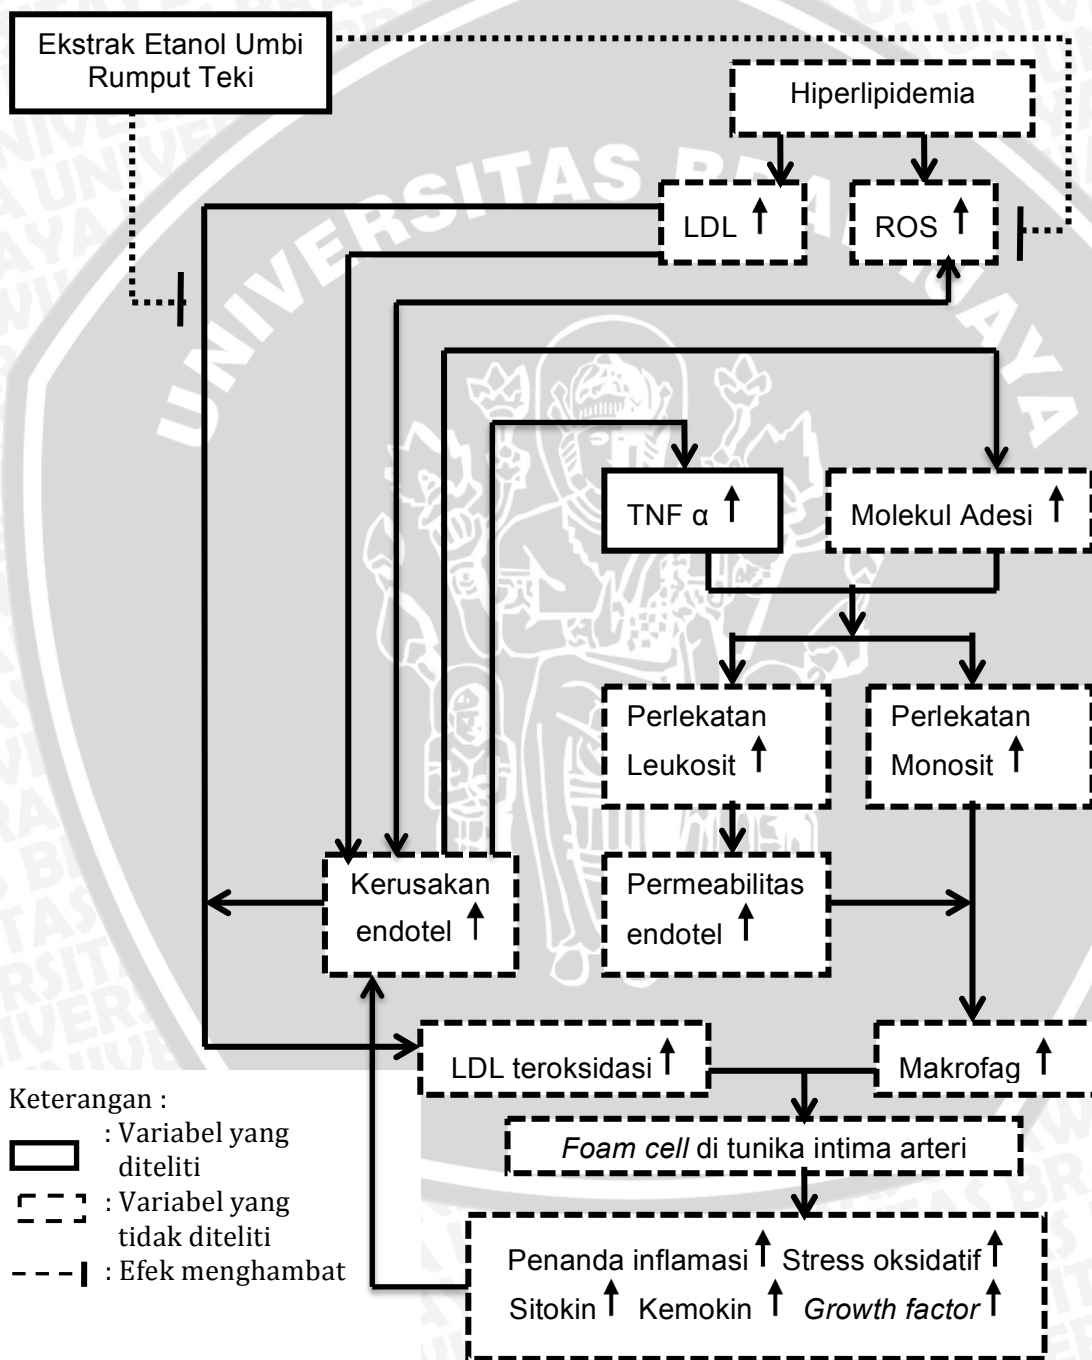 Ekstrak Etanol Umbi
Rumput Teki
Hiperlipidemia
UNIVERSITAS BRAWIJAYA
LDL ↑
ROS ↑
TNF α ↑
Molekul Adesi ↑
Perlekatan
Leukosit ↑
Perlekatan
Monosit ↑
Kerusakan
endotel ↑
Permeabilitas
endotel ↑
LDL teroksidasi ↑
Makrofag ↑
Foam cell di tunika intima arteri
Penanda inflamasi ↑ Stress oksidatif ↑
Sitokin ↑ Kemokin ↑ Growth factor ↑
Keterangan :
: Variabel yang
diteliti
: Variabel yang
tidak diteliti
: Efek menghambat